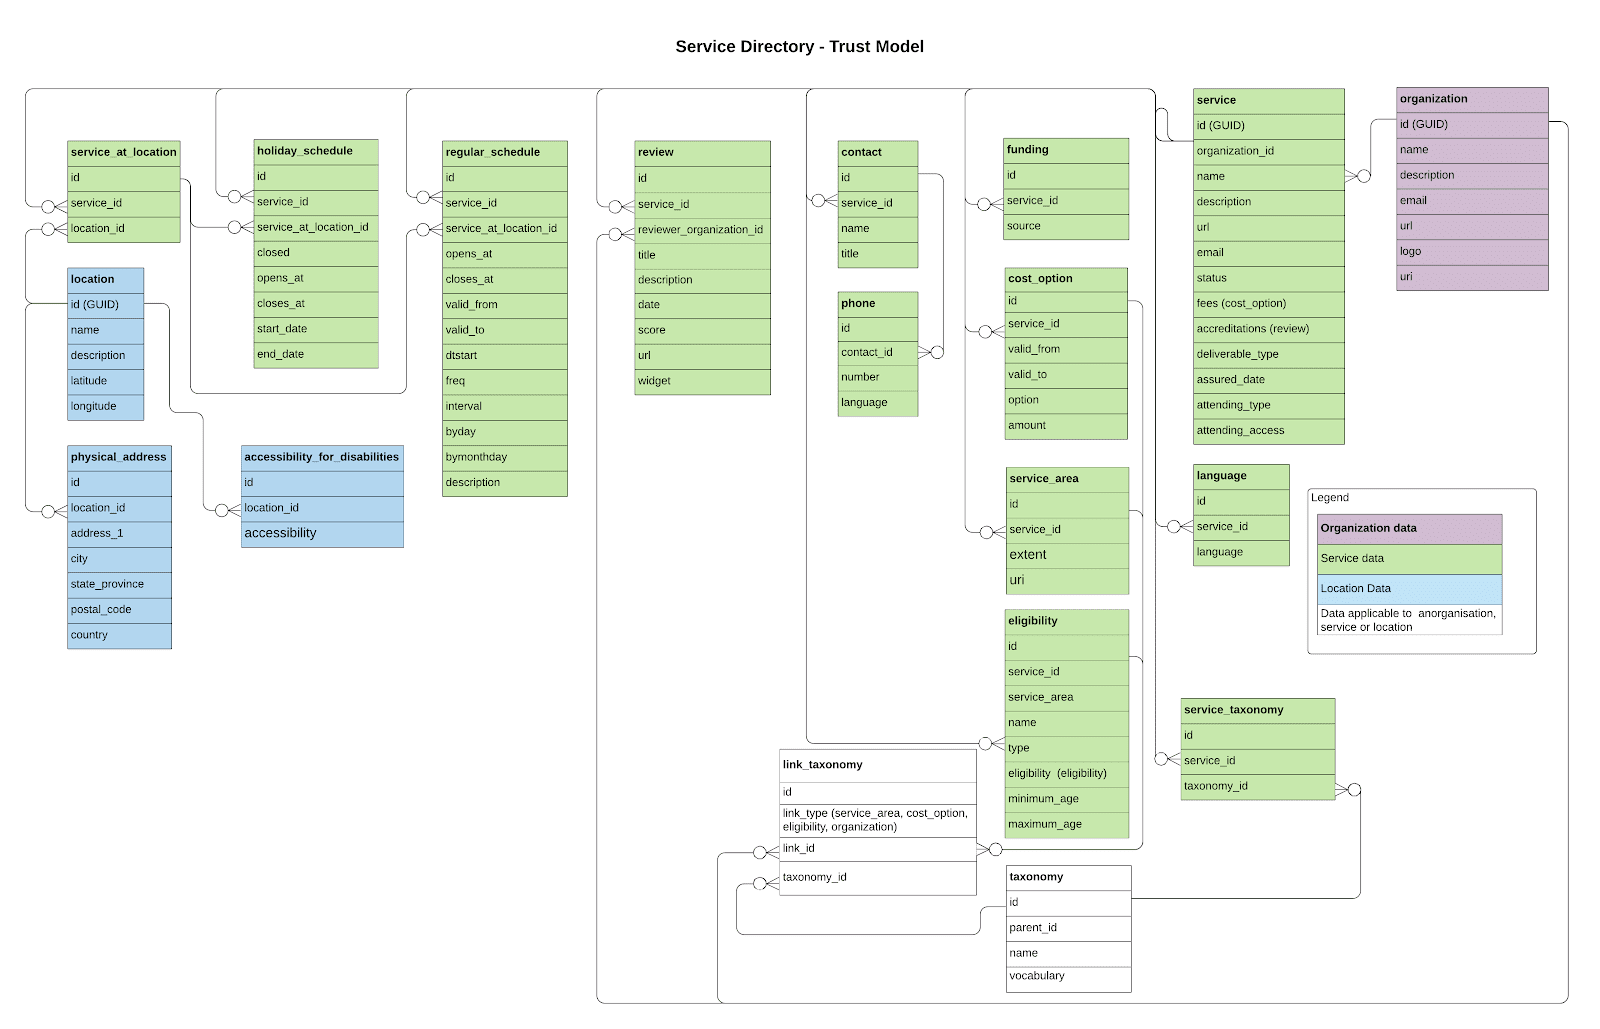 Service Directory - Trust Model
service_at_location
id
service_id
location_id
location
id (GUID)
name
description
latitude
longitude
physical_address
id
location_id
address_1
city
state_province
postal_code
country
holiday_schedule
id
service_id
service_at_location_id
closed
opens_at
closes_at
start_date
end_date
accessibility_for_disabilities
id
location_id
accessibility
regular_schedule
id
service_id
service_at_location_id
opens_at
closes_at
valid_from
valid_to
dtstart
freq
interval
byday
bymonthday
description
review
id
service_id
reviewer_organization_id
title
description
date
score
url
widget
contact
id
service_id
name
title
phone
id
contact_id
number
language
funding
id
service_id
source
cost_option
id
service_id
valid_from
valid_to
option
amount
service_area
id
service_id
extent
uri
eligibility
id
service_id
service_area
name
type
eligibility (eligibility)
minimum_age
maximum_age
link_taxonomy
id
link_type (service_area, cost_option,
eligibility, organization)
link_id
taxonomy_id
taxonomy
id
parent_id
name
vocabulary
service
id (GUID)
organization_id
name
description
url
email
status
fees (cost_option)
accreditations (review)
deliverable_type
assured_date
attending_type
attending_access
language
id
service_id
language
service_taxonomy
id
service_id
taxonomy_id
organization
id (GUID)
name
description
email
url
logo
uri
Legend
Organization data
Service data
Location Data
Data applicable to anorganisation,
service or location